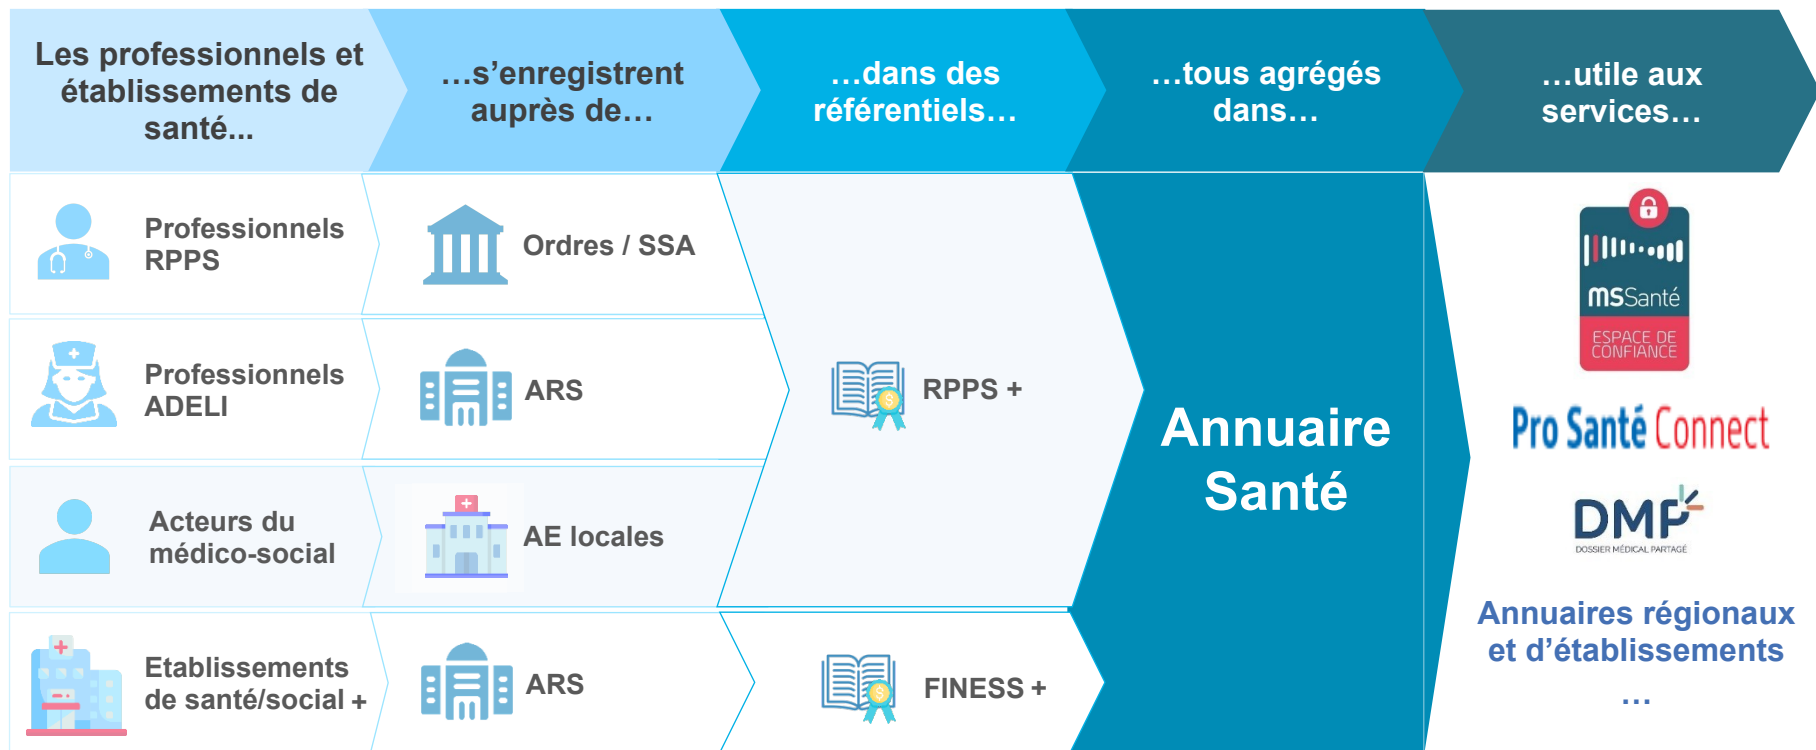 Les professionnels et
établissements de
santé...
…s’enregistrent
auprès de…
…dans des
référentiels…
…tous agrégés
dans…
…utile aux
services…
Professionnels
RPPS
Ordres / SSA
Professionnels
ADELI
ARS
RPPS +
Acteurs du
médico-social
AE locales
Etablissements
de santé/social +
ARS
FINESS +
Annuaire
Santé
MSSanté
ESPACE DE
CONFIANCE
Pro Santé Connect
DMP
DOSSIER MÉDICAL PARTAGÉ
Annuaires régionaux
et d’établissements
…